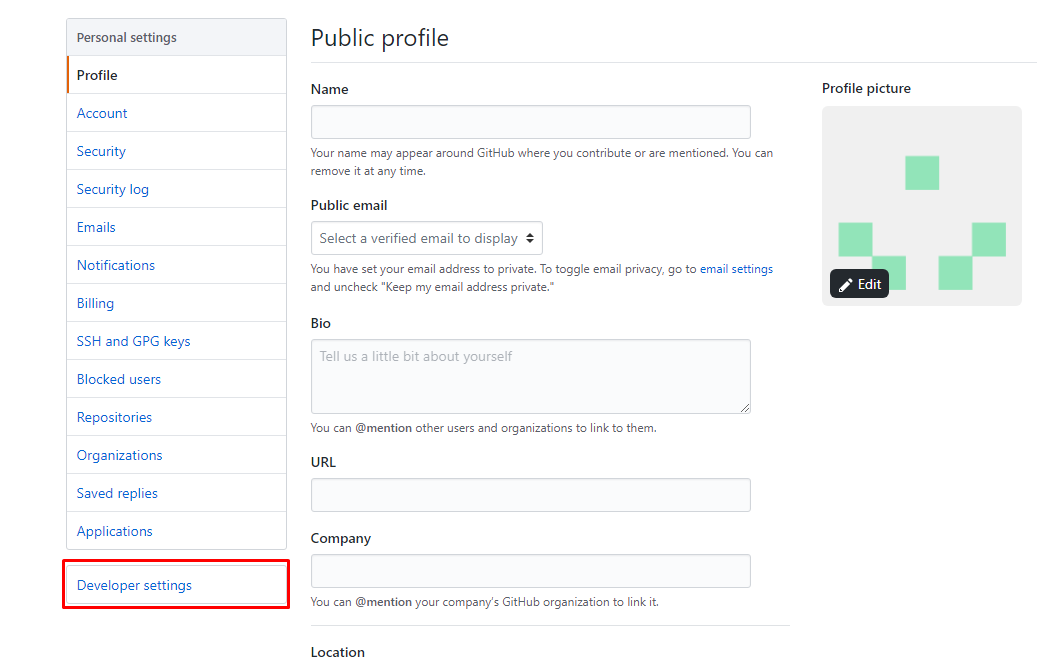 Personal settings
Profile
Account
Security
Security log
Emails
Notifications
Billing
SSH and GPG keys
Blocked users
Repositories
Organizations
Saved replies
Applications
Developer settings
Public profile
Name
Your name may appear around GitHub where you contribute or are mentioned. You can
remove it at any time.
Public email
Select a verified email to display
You have set your email address to private. To toggle email privacy, go to email settings
and uncheck "Keep my email address private."
Bio
Tell us a little bit about yourself
You can @mention other users and organizations to link to them.
URL
Company
You can @mention your company's GitHub organization to link it.
Location
Profile picture
Edit